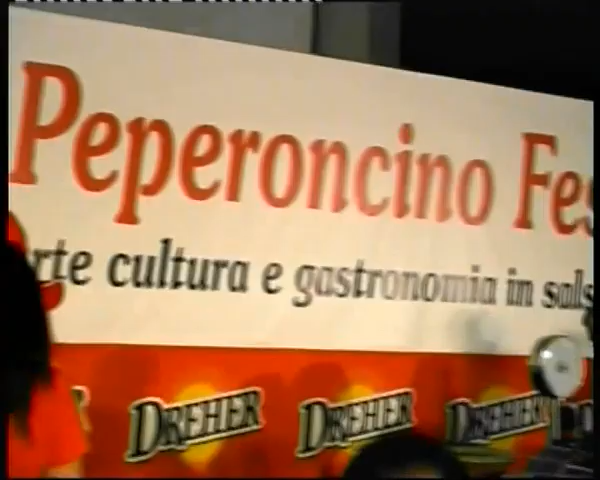 Peperoncino Fes
rte cultura e gastronomia in sals
DREHER DREHER DREHER